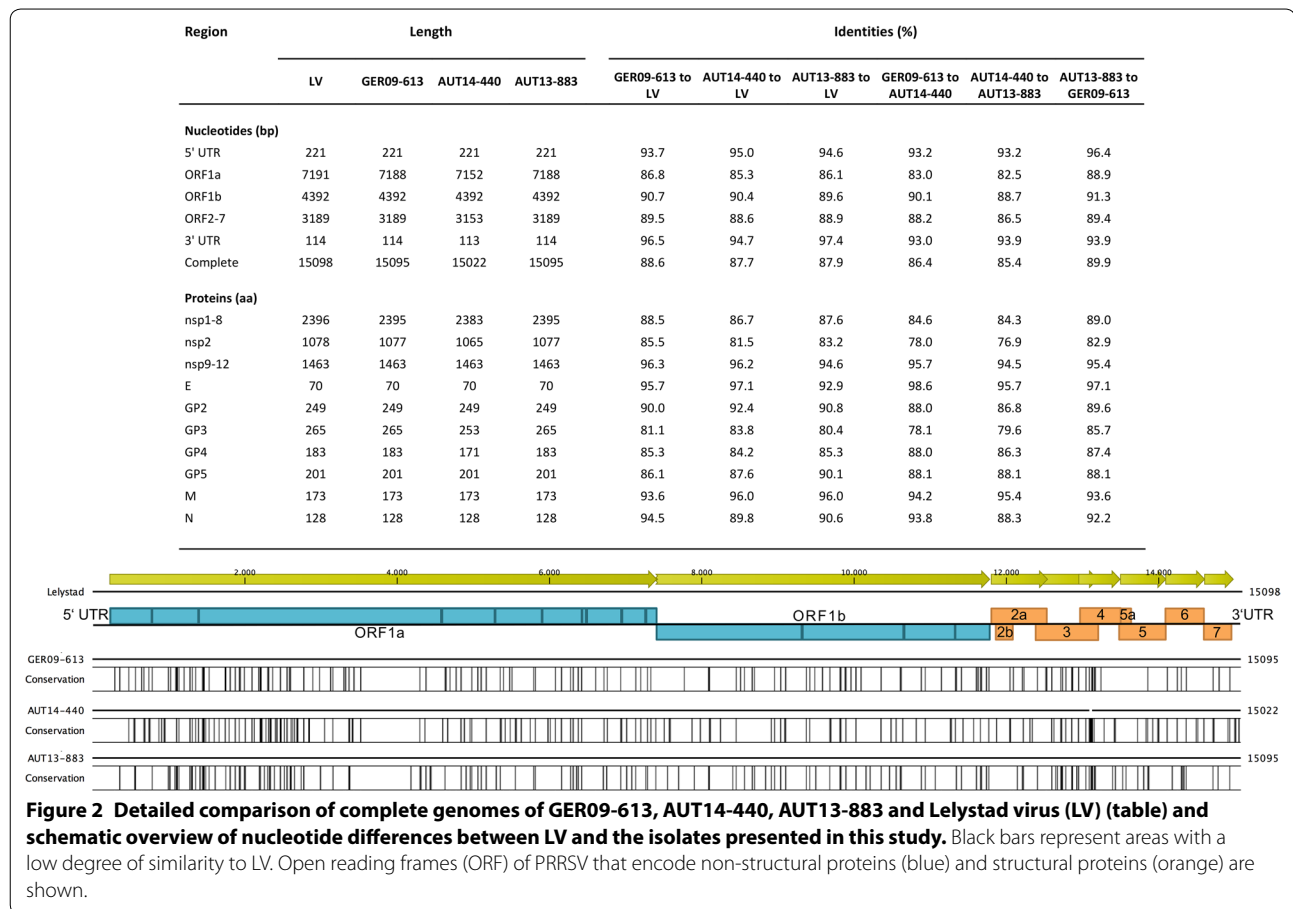 Region Length Identities (%)
LV GER09-613 AUT14-440 AUT13-883 GER09-613 to LV AUT14-440 to LV AUT13-883 to LV GER09-613 to AUT14-440 AUT14-440 to AUT13-883 AUT13-883 to GER09-613
Nucleotides (bp)
5' UTR 221 221 221 221 93.7 95.0 94.6 93.2 93.2 96.4
ORF1a 7191 7188 7152 7188 86.8 85.3 86.1 83.0 82.5 88.9
ORF1b 4392 4392 4392 4392 90.7 90.4 89.6 90.1 88.7 91.3
ORF2-7 3189 3189 3153 3189 89.5 88.6 88.9 88.2 86.5 89.4
3' UTR 114 114 113 114 96.5 94.7 97.4 93.0 93.9 93.9
Complete 15098 15095 15022 15095 88.6 87.7 87.9 86.4 85.4 89.9
Proteins (aa)
nsp1-8 2396 2395 2383 2395 88.5 86.7 87.6 84.6 84.3 89.0
nsp2 1078 1077 1065 1077 85.5 81.5 83.2 78.0 76.9 82.9
nsp9-12 1463 1463 1463 1463 96.3 96.2 94.6 95.7 94.5 95.4
E 70 70 70 70 95.7 97.1 92.9 98.6 95.7 97.1
GP2 249 249 249 249 90.0 92.4 90.8 88.0 86.8 89.6
GP3 265 265 253 265 81.1 83.8 80.4 78.1 79.6 85.7
GP4 183 183 171 183 85.3 84.2 85.3 88.0 86.3 87.4
GP5 201 201 201 201 86.1 87.6 90.1 88.1 88.1 88.1
M 173 173 173 173 93.6 96.0 96.0 94.2 95.4 93.6
N 128 128 128 128 94.5 89.8 90.6 93.8 88.3 92.2
2,000 4,000 6,000 8,000 10,000 12,000 14,000
Lelystad 15098
5' UTR ORF1b 2a 4 5a 6 3'UTR
ORF1a 2b 3 5 7
GER09-613 15095
Conservation
AUT14-440 15022
Conservation
AUT13-883 15095
Conservation
Figure 2 Detailed comparison of complete genomes of GER09-613, AUT14-440, AUT13-883 and Lelystad virus (LV) (table) and
schematic overview of nucleotide differences between LV and the isolates presented in this study. Black bars represent areas with a
low degree of similarity to LV. Open reading frames (ORF) of PRRSV that encode non-structural proteins (blue) and structural proteins (orange) are
shown.